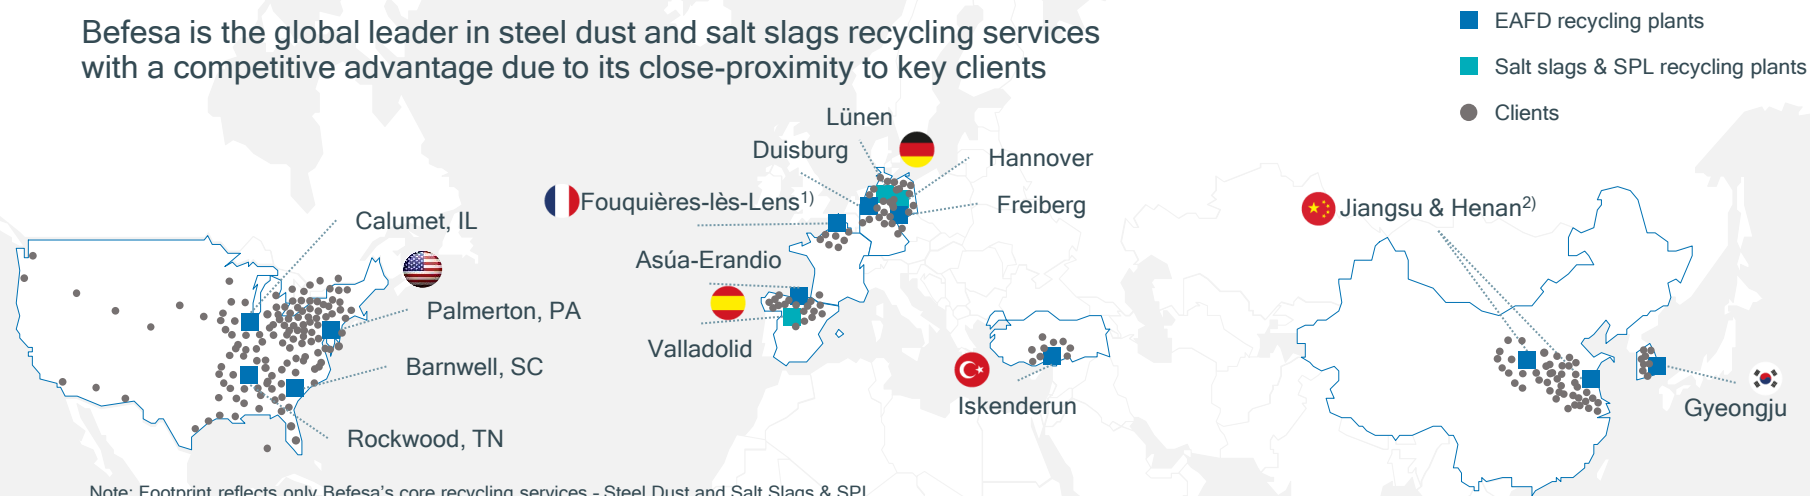 Befesa is the global leader in steel dust and salt slags recycling services
with a competitive advantage due to its close-proximity to key clients
EAFD recycling plants
Salt slags & SPL recycling plants
Clients
Lünen
Duisburg
Hannover
Fouquières-lès-Lens1)
Freiberg
Jiangsu & Henan2)
Calumet, IL
Asúa-Erandio
Palmerton, PA
Valladolid
Barnwell, SC
Iskenderun
Gyeongju
Rockwood, TN
Note: Footprint reflects only Befesa's core recycling services - Steel Dust and Salt Slags & SPL